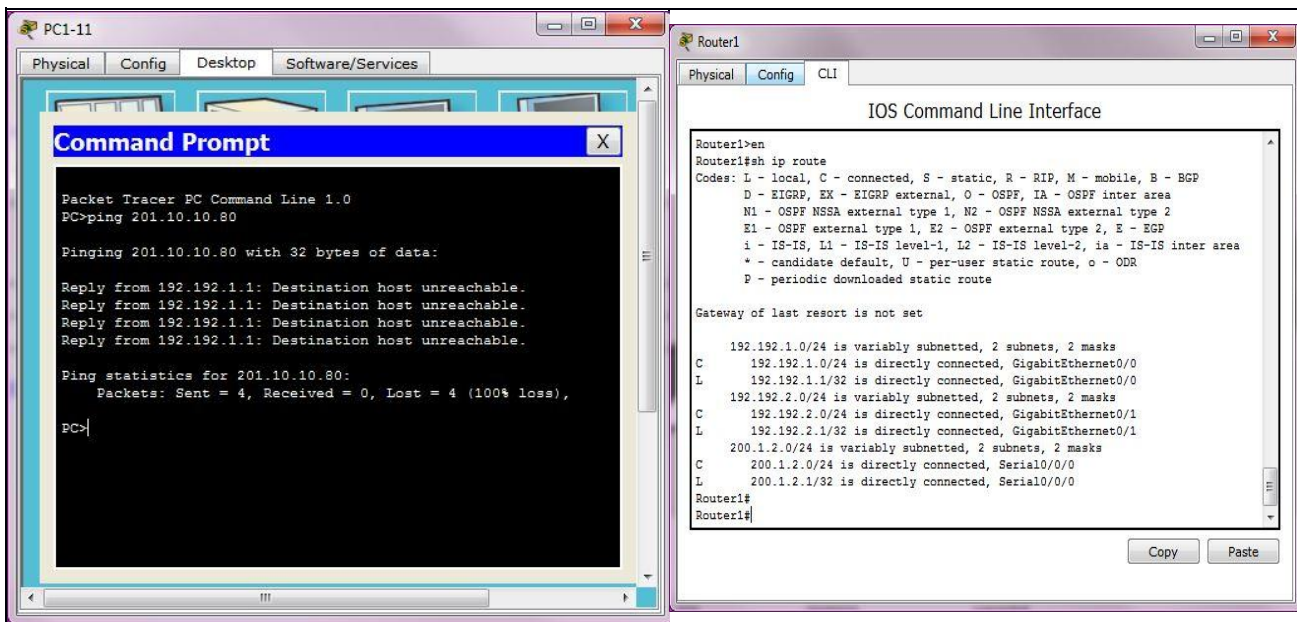 PC1-11
Physical Config Desktop Software/Services
Command Prompt X
Packet Tracer PC Command Line 1.0
PC>ping 201.10.10.80
Pinging 201.10.10.80 with 32 bytes of data:
Reply from 192.192.1.1: Destination host unreachable.
Reply from 192.192.1.1: Destination host unreachable.
Reply from 192.192.1.1: Destination host unreachable.
Reply from 192.192.1.1: Destination host unreachable.
Ping statistics for 201.10.10.80:
Packets: Sent = 4, Received = 0, Lost = 4 (100% loss),
PC>
Router1
Physical Config CLI
IOS Command Line Interface
Router1>en
Router1#sh ip route
Codes: L - local, C - connected, S - static, R - RIP, M - mobile, B - BGP
D - EIGRP, EX - EIGRP external, O - OSPF, IA - OSPF inter area
N1 - OSPF NSSA external type 1, N2 - OSPF NSSA external type 2
E1 - OSPF external type 1, E2 - OSPF external type 2, E - EGP
i - IS-IS, L1 - IS-IS level-1, L2 - IS-IS level-2, ia - IS-IS inter area
* - candidate default, U - per-user static route, o - ODR
P - periodic downloaded static route
Gateway of last resort is not set
192.192.1.0/24 is variably subnetted, 2 subnets, 2 masks
C 192.192.1.0/24 is directly connected, GigabitEthernet0/0
L 192.192.1.1/32 is directly connected, GigabitEthernet0/0
192.192.2.0/24 is variably subnetted, 2 subnets, 2 masks
C 192.192.2.0/24 is directly connected, GigabitEthernet0/1
L 192.192.2.1/32 is directly connected, GigabitEthernet0/1
200.1.2.0/24 is variably subnetted, 2 subnets, 2 masks
C 200.1.2.0/24 is directly connected, Serial0/0/0
L 200.1.2.1/32 is directly connected, Serial0/0/0
Router1#
Router1#
Copy Paste